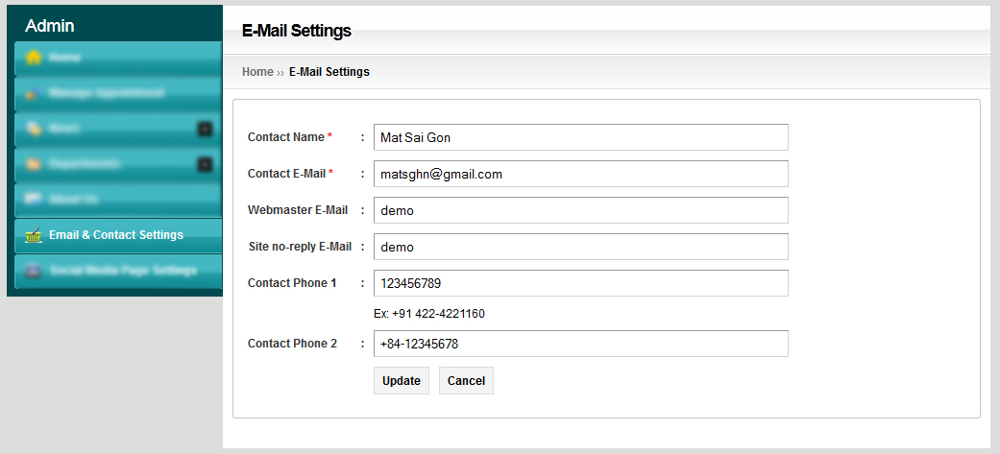 Admin
Home
Manage Appointment
News
Departments
About Us
Email & Contact Settings
Social Media Page Settings
E-Mail Settings
Home ›› E-Mail Settings
Contact Name * : Mat Sai Gon
Contact E-Mail * : matsghn@gmail.com
Webmaster E-Mail : demo
Site no-reply E-Mail : demo
Contact Phone 1 : 123456789
Ex: +91 422-4221160
Contact Phone 2 : +84-12345678
Update Cancel